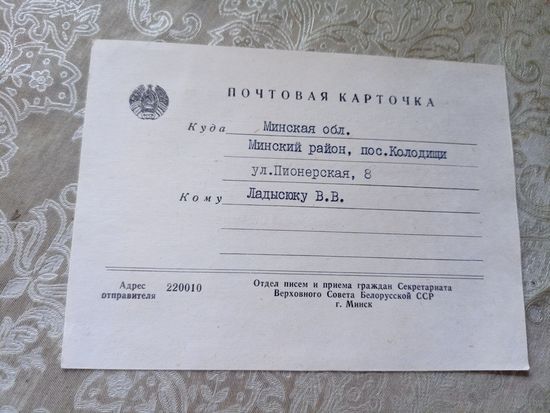 ПОЧТОВАЯ КАРТОЧКА
Куда Минская обл.
Минский район, пос.Колодищи
ул.Пионерская, 8
Кому Ладысюку В.В.
Адрес отправителя 220010
Отдел писем и приема граждан Секретариата
Верховного Совета Белорусской ССР
г. Минск